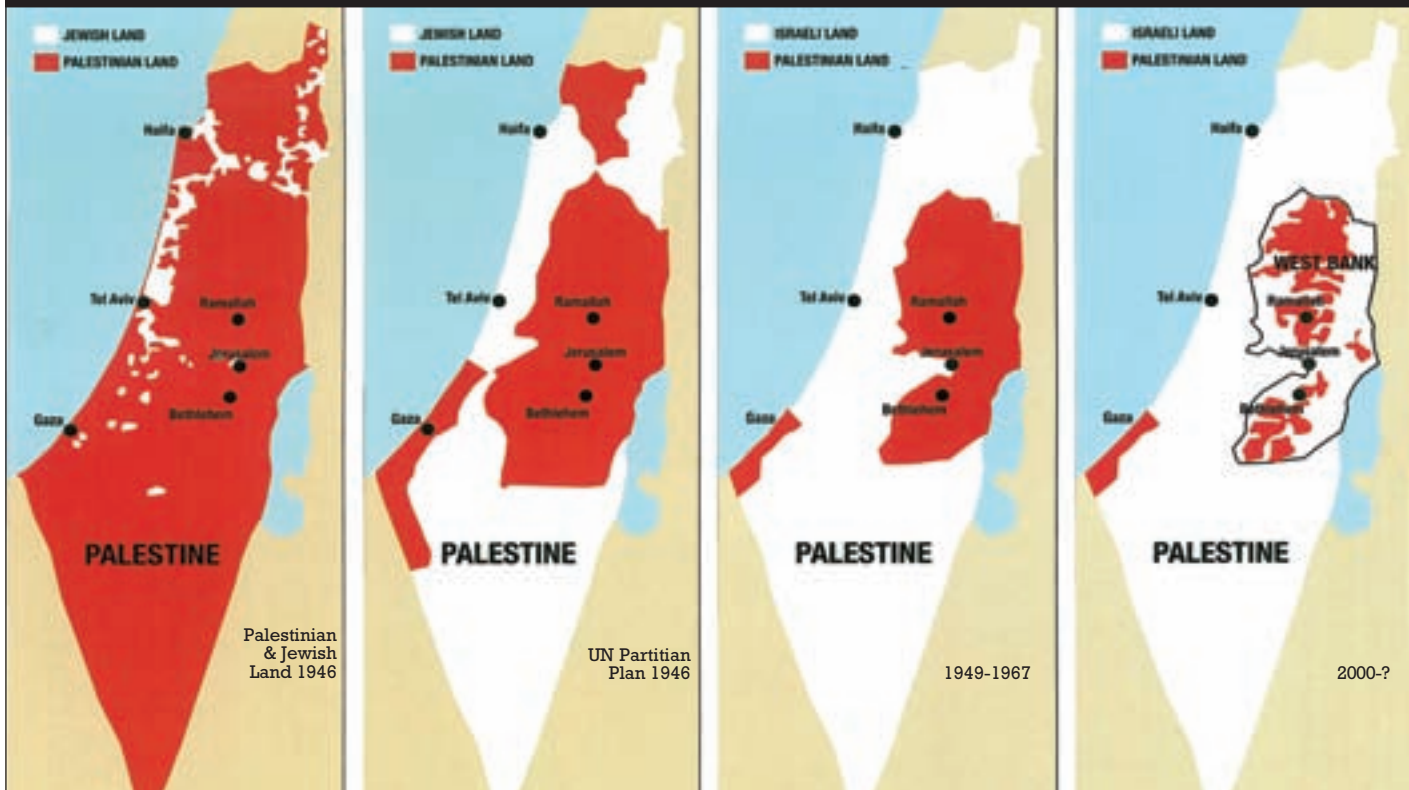 JEWISH LAND
PALESTINIAN LAND
Haifa
Tel Aviv
Ramallah
Jerusalem
Gaza
Bethlehem
PALESTINE
Palestinian
& Jewish
Land 1946
JEWISH LAND
PALESTINIAN LAND
Haifa
Tel Aviv
Ramallah
Jerusalem
Gaza
Bethlehem
PALESTINE
UN Partitian
Plan 1946
ISRAELI LAND
PALESTINIAN LAND
Haifa
Tel Aviv
Ramallah
Jerusalem
Gaza
Bethlehem
PALESTINE
1949-1967
ISRAELI LAND
PALESTINIAN LAND
Haifa
WEST BANK
Tel Aviv
Ramallah
Jerusalem
Gaza
Bethlehem
PALESTINE
2000-?